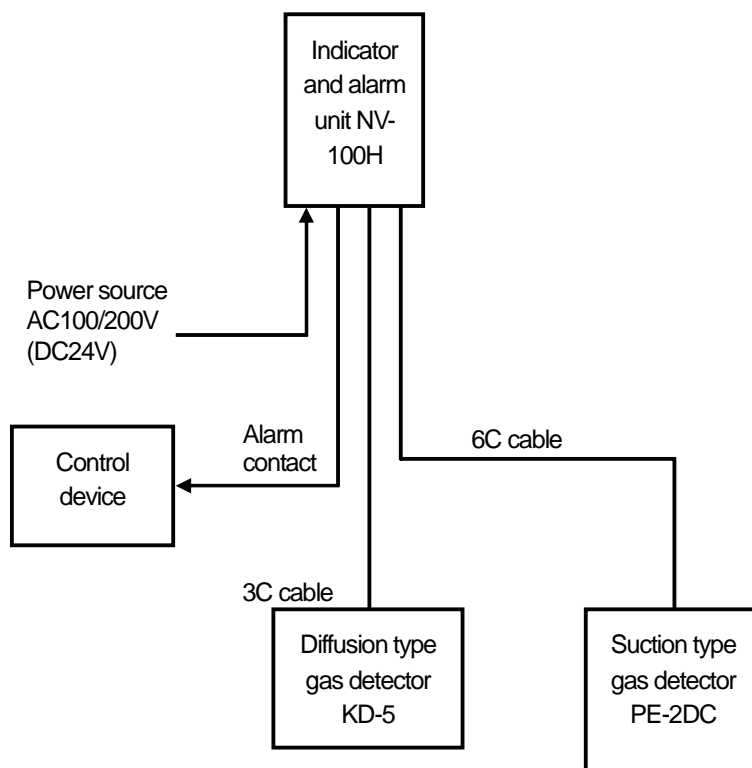 Indicator
and alarm
unit NV-
100H
Power source
AC100/200V
(DC24V)
Alarm
contact
Control
device
6C cable
3C cable
Diffusion type
gas detector
KD-5
Suction type
gas detector
PE-2DC